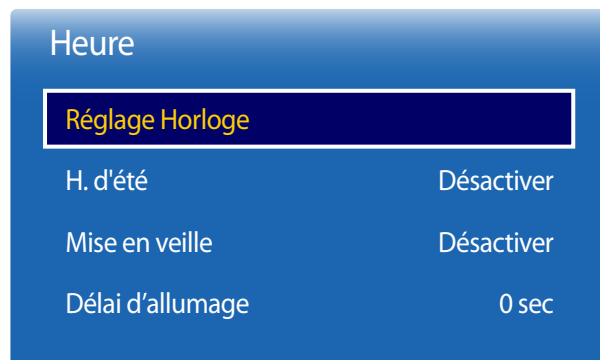 Heure
Réglage Horloge
H. d'été Désactiver
Mise en veille Désactiver
Délai d’allumage 0 sec